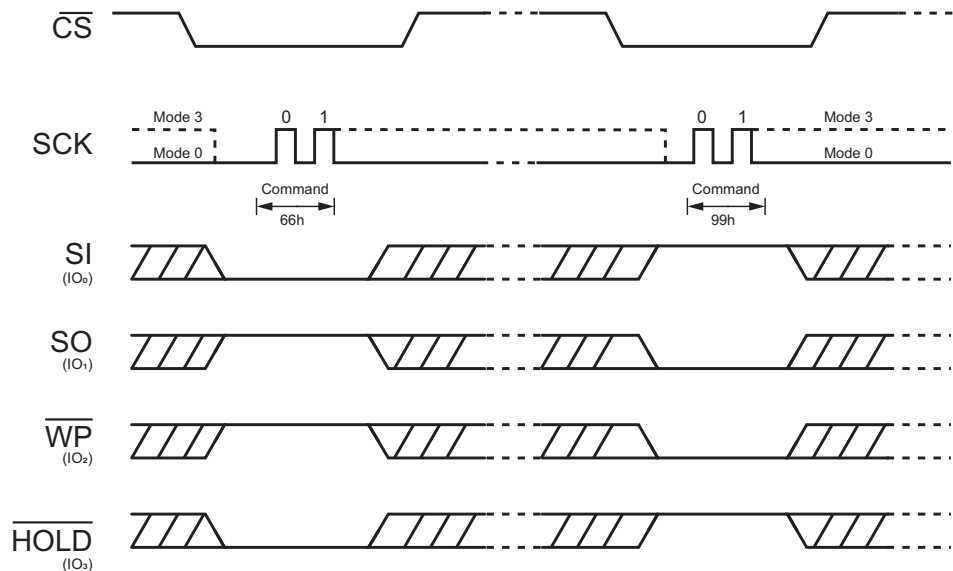 CS
Mode 3
0 1
0 1
Mode 3
SCK
Mode 0
Mode 0
Command
Command
66h
99h
SI
(IO₀)
SO
(IO₁)
WP
(IO₂)
HOLD
(IO₃)